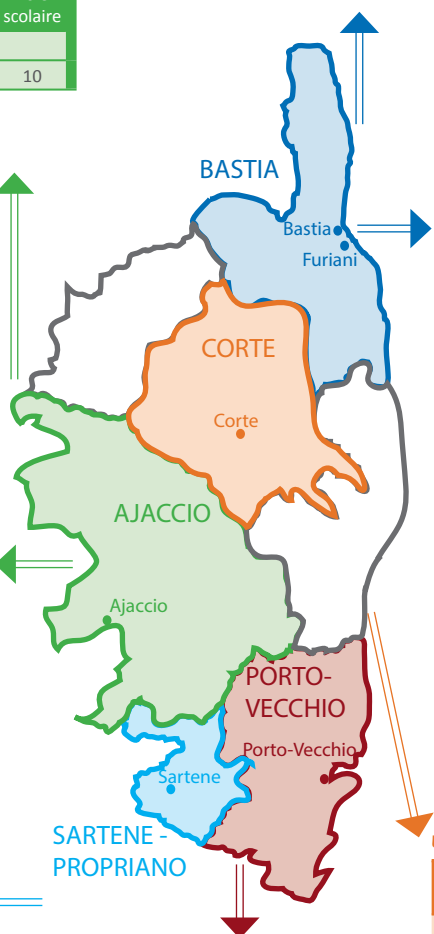 scolaire
10
BASTIA
Bastia
Furiani
CORTE
Corte
AJACCIO
Ajaccio
PORTO-
VECCHIO
Porto-Vecchio
Sartene
SARTENE -
PROPRIANO